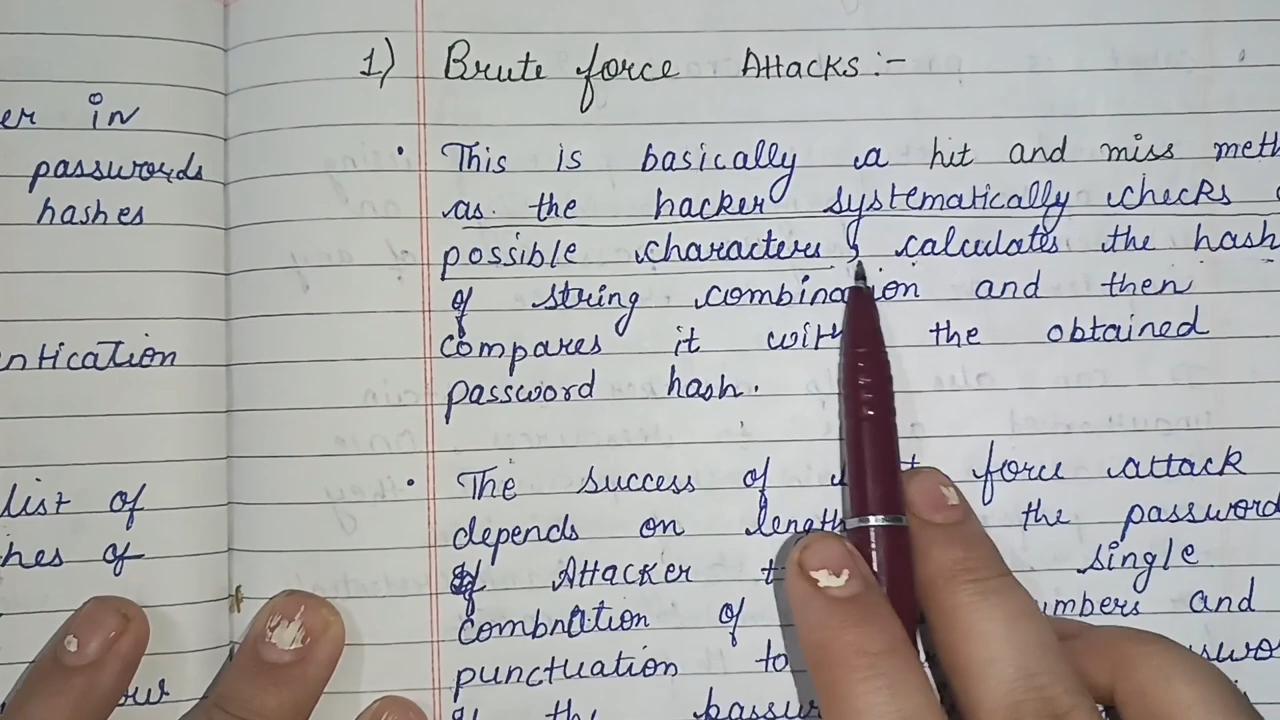 er in
passwords
hashes
ntication
list of
hes of
1) Brute force Attacks:-
• This is basically a hit and miss meth
as the hacker systematically checks
possible characters & calculates the hash
of string combination and then
compares it with the obtained
password hash.
• The success of force attack
depends on length the password
Attacker single
combnation of umbers and
punctuation to
the